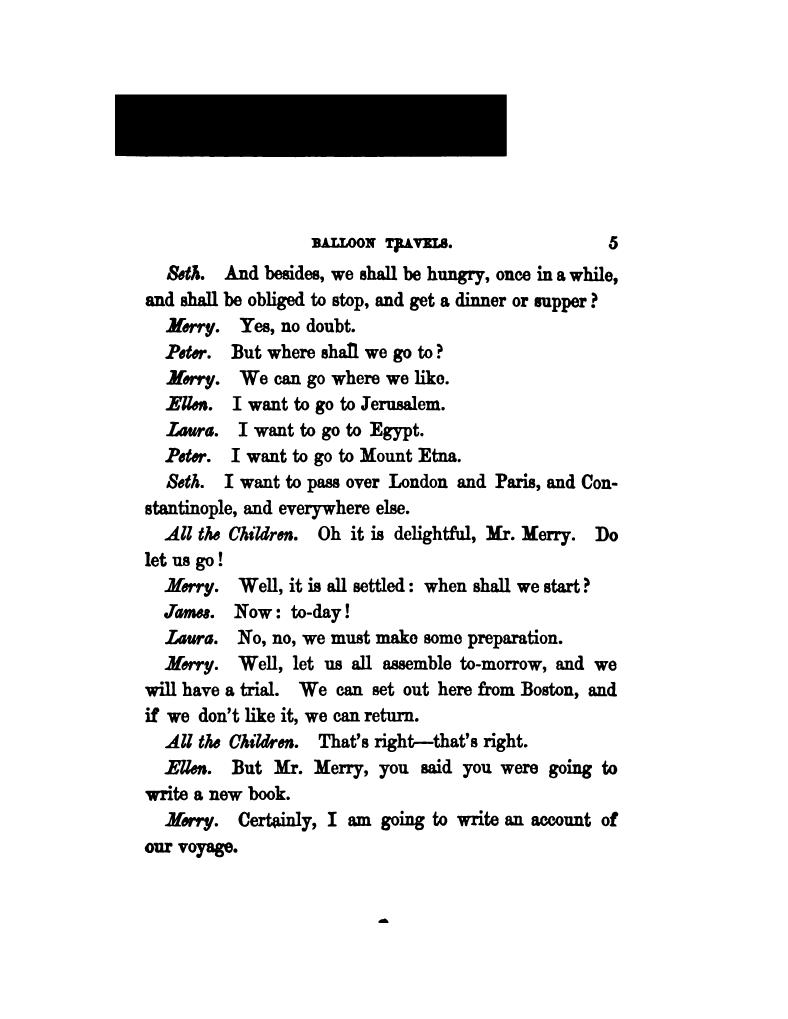 BALLOON TRAVELS. 5
Seth. And besides, we shall be hungry, once in a while,
and shall be obliged to stop, and get a dinner or supper?
Merry. Yes, no doubt.
Peter. But where shall we go to?
Merry. We can go where we like.
Ellen. I want to go to Jerusalem.
Laura. I want to go to Egypt.
Peter. I want to go to Mount Etna.
Seth. I want to pass over London and Paris, and Con-
stantinople, and everywhere else.
All the Children. Oh it is delightful, Mr. Merry. Do
let us go!
Merry. Well, it is all settled: when shall we start?
James. Now: to-day!
Laura. No, no, we must make some preparation.
Merry. Well, let us all assemble to-morrow, and we
will have a trial. We can set out here from Boston, and
if we don't like it, we can return.
All the Children. That's right—that's right.
Ellen. But Mr. Merry, you said you were going to
write a new book.
Merry. Certainly, I am going to write an account of
our voyage.